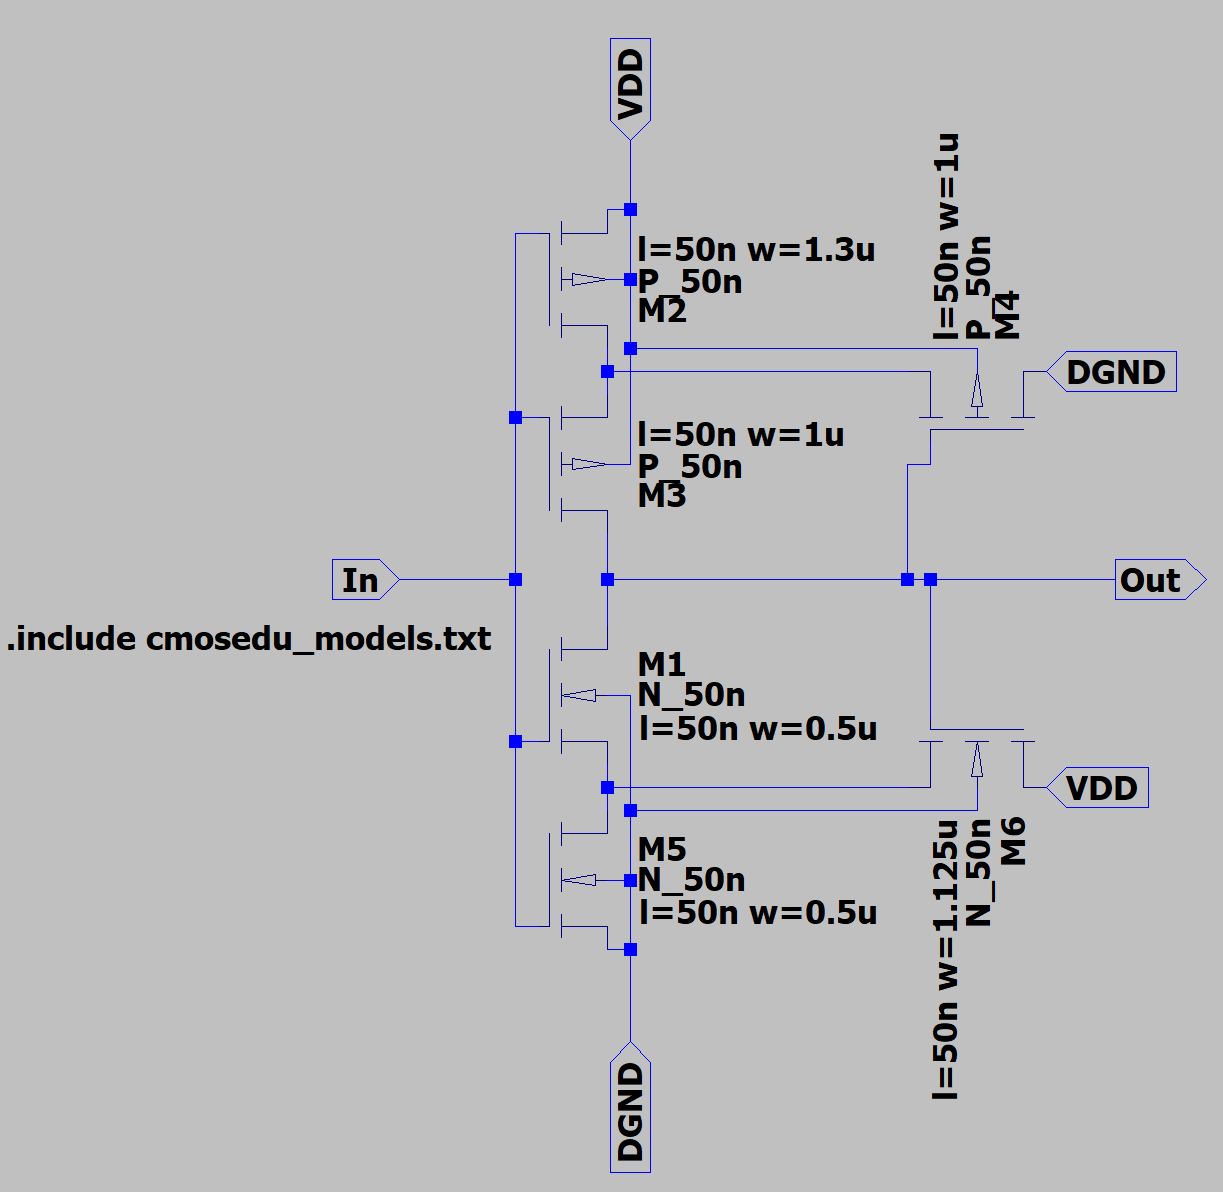 VDD
l=50n w=1.3u
P_50n
M2
l=50n w=1u
P_50n
M4
DGND
l=50n w=1u
P_50n
M3
In
Out
.include cmosedu_models.txt
M1
N_50n
l=50n w=0.5u
VDD
M5
N_50n
l=50n w=0.5u
l=50n w=1.125u
N_50n
M6
DGND